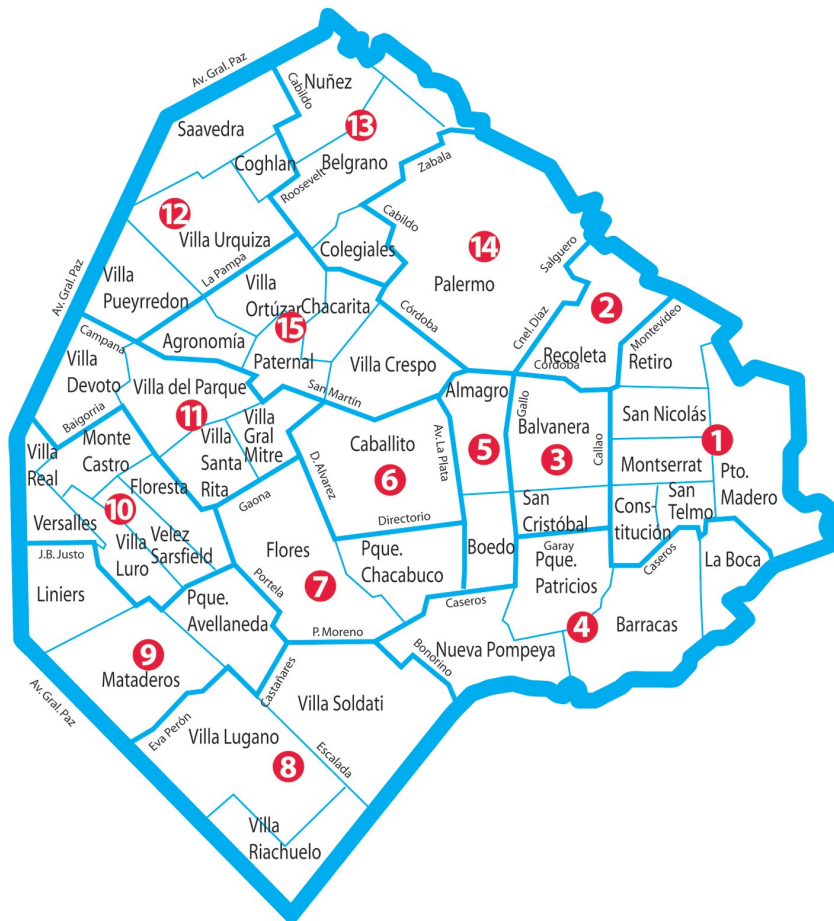 Av. Gral. Paz
Cabildo
Nuñez
13
Saavedra
Coghlan
Roosevelt
Belgrano
Zabala
12
Villa Urquiza
Cabildo
Colegiales
14
Palermo
Salguero
Av. Gral. Paz
Villa
Pueyrredon
La Pampa
Villa
Ortúzar
Chacarita
Córdoba
Cnel. Díaz
2
Recoleta
Montevideo
Retiro
Campana
Agronomía
15
Paternal
Villa Crespo
Córdoba
Villa
Devoto
Villa del Parque
San Martín
Almagro
Gallo
Baigorria
11
Villa
Gral
Mitre
Villa
Santa
Rita
Caballito
6
Av. La Plata
5
Balvanera
3
Callao
San Nicolás
1
Montserrat
Pto.
Madero
Villa
Real
Monte
Castro
Floresta
D. Alvarez
Gaona
Directorio
San
Cristóbal
Cons-
titución
San
Telmo
Versalles
10
Villa
Luro
Velez
Sarsfield
Flores
7
Pque.
Chacabuco
Boedo
Garay
Pque.
Patricios
Caseros
La Boca
J.B. Justo
Liniers
Pque.
Avellaneda
Portela
P. Moreno
Caseros
4
Barracas
9
Mataderos
Castañares
Bonorino
Nueva Pompeya
Av. Gral. Paz
Eva Perón
Villa Lugano
8
Villa Soldati
Escalada
Villa
Riachuelo